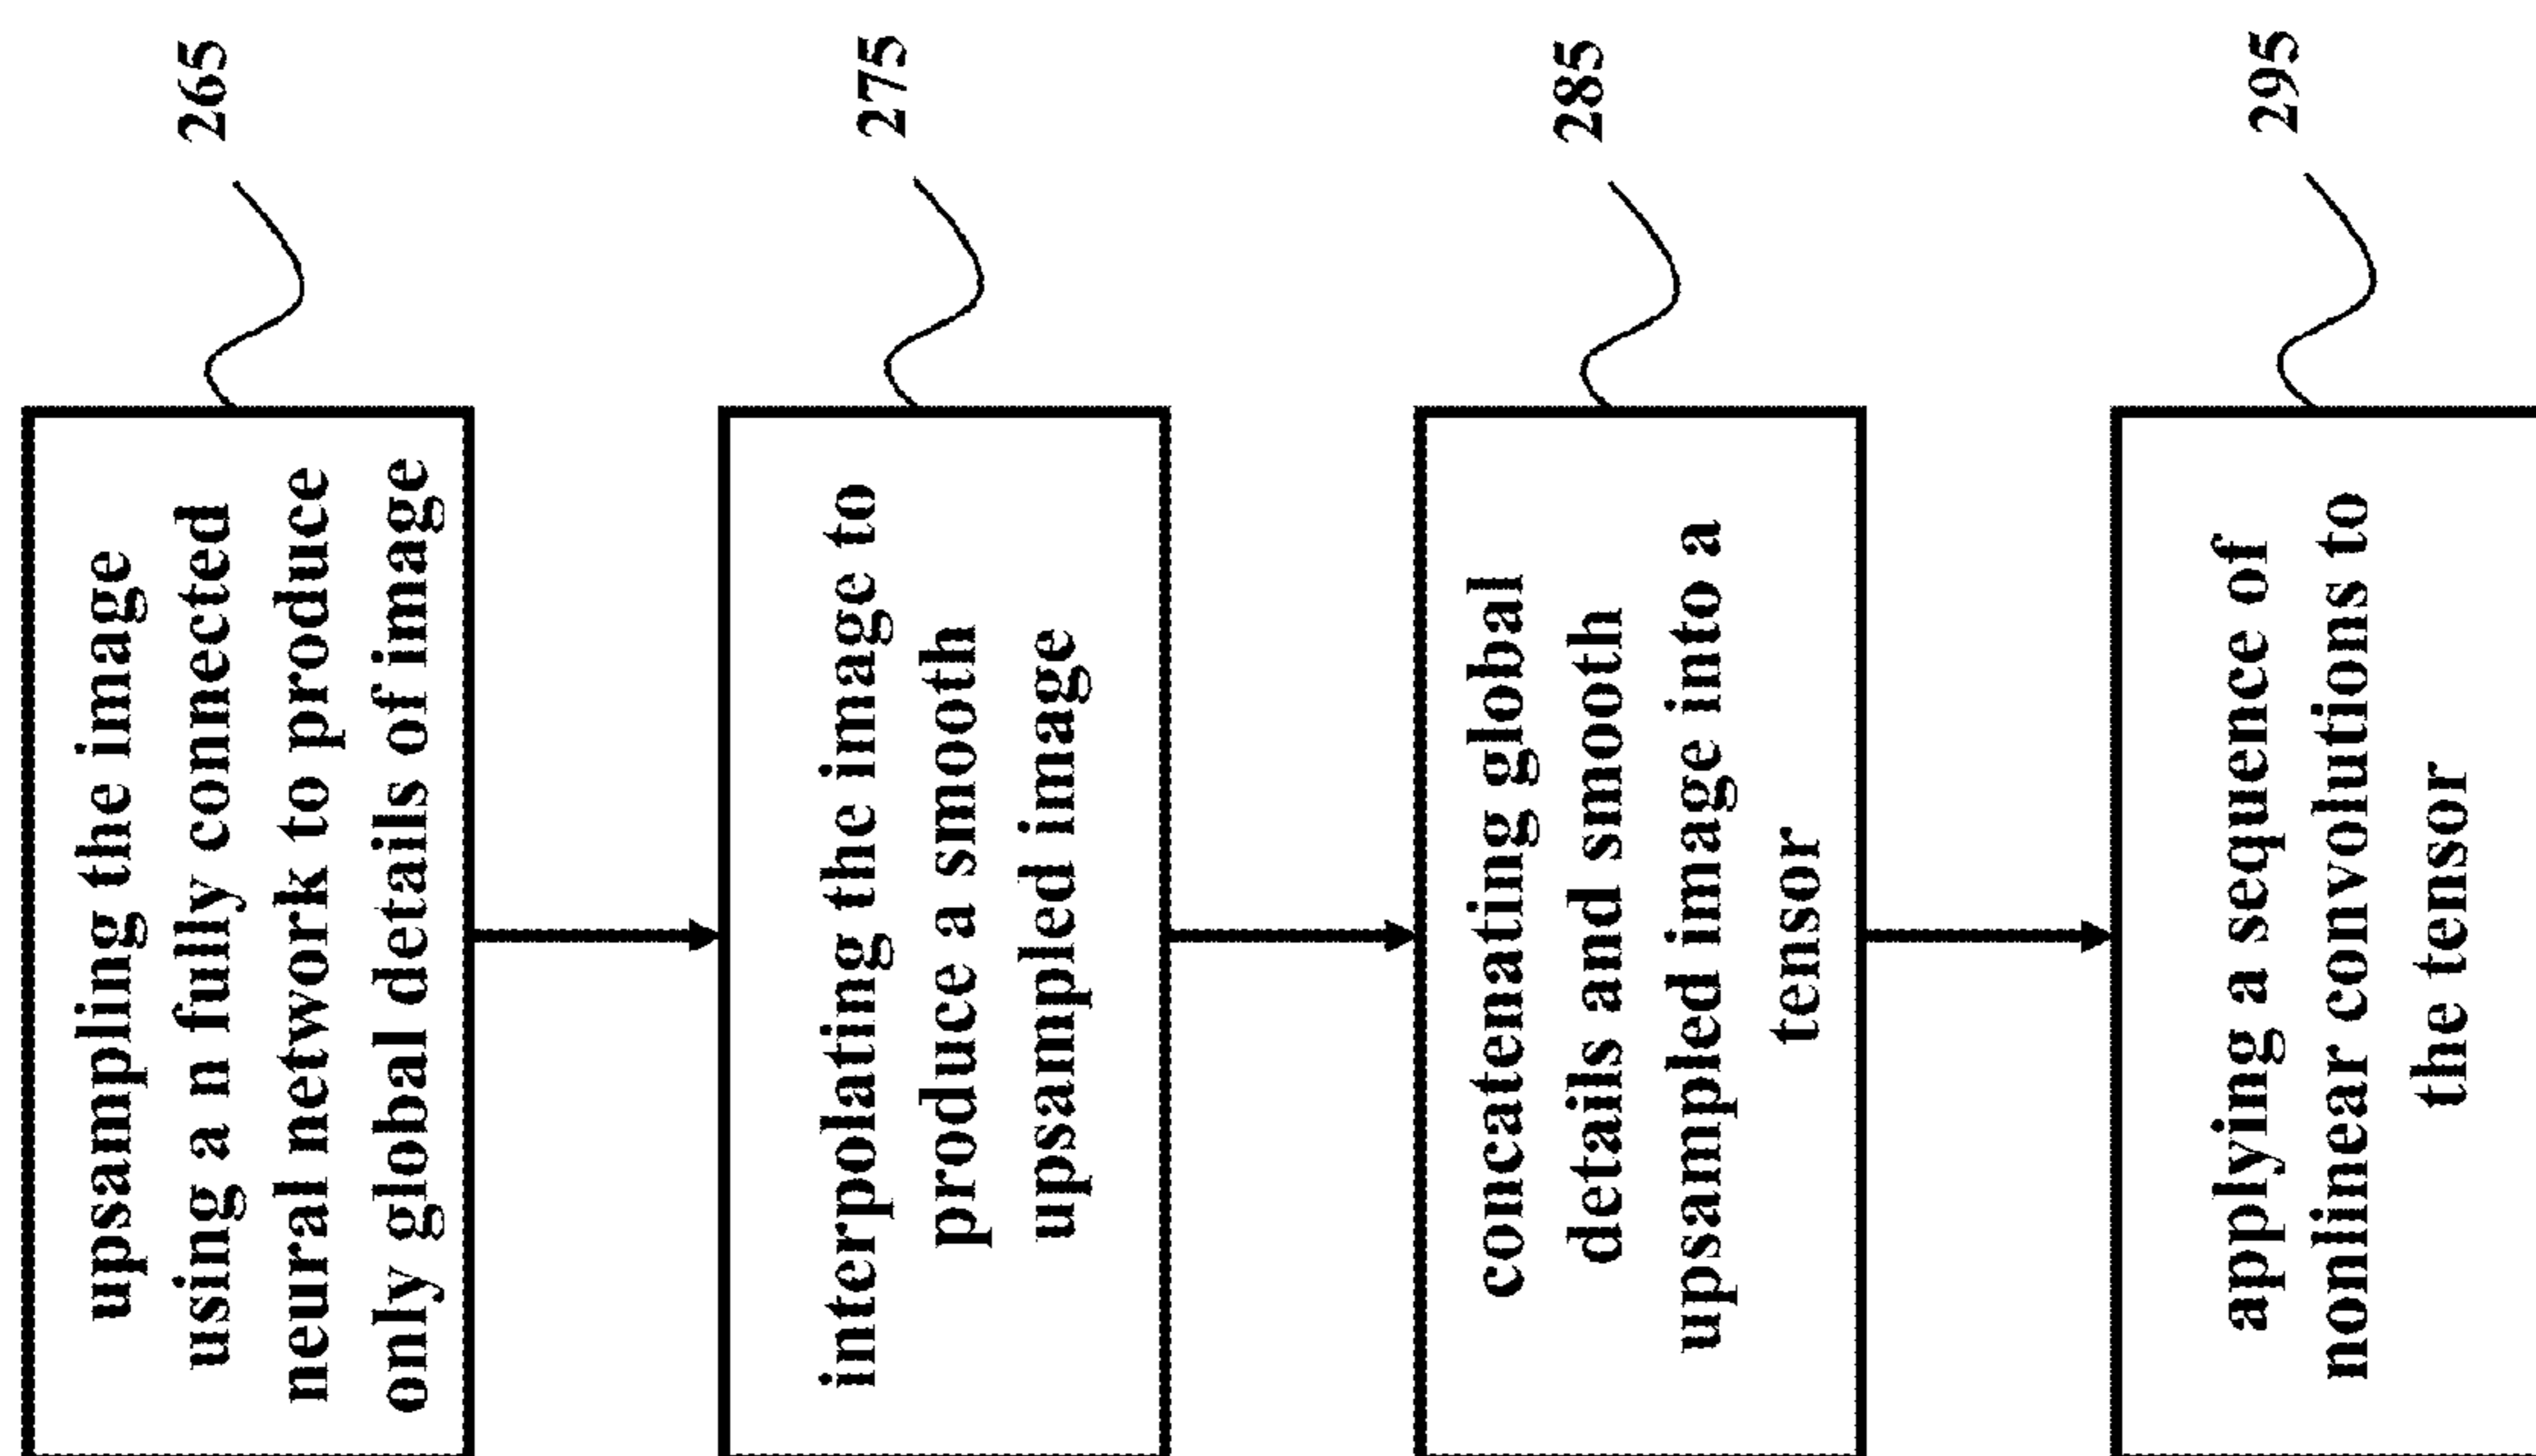 upsampling the image
using a n fully connected
neural network to produce
only global details of image
265
interpolating the image to
produce a smooth
upsampled image
275
concatenating global
details and smooth
upsampled image into a
tensor
285
applying a sequence of
nonlinear convolutions to
the tensor
295